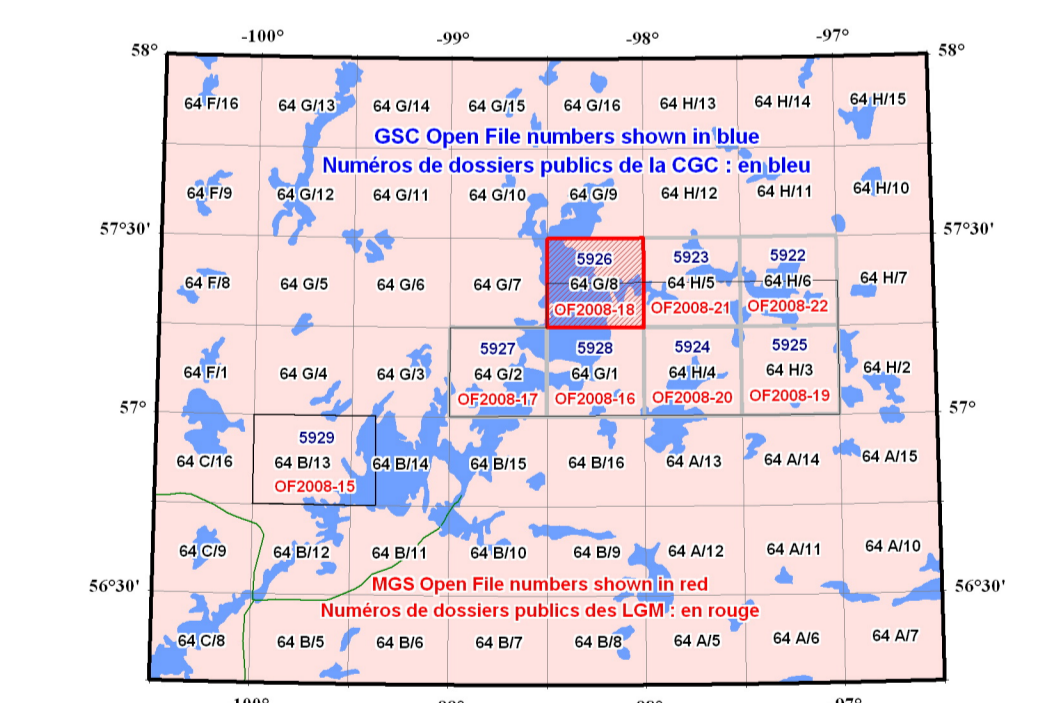 -100° -99° -98° -97°
58° 58°
64 F/16 64 G/13 64 G/14 64 G/15 64 G/16 64 H/13 64 H/14 64 H/15
GSC Open File numbers shown in blue
Numéros de dossiers publics de la CGC : en bleu
64 F/9 64 G/12 64 G/11 64 G/10 64 G/9 64 H/12 64 H/11 64 H/10
57°30' 57°30'
5926 5923 5922
64 F/8 64 G/5 64 G/6 64 G/7 64 G/8 64 H/5 64 H/6 64 H/7
OF2008-18 OF2008-21 OF2008-22
5927 5928 5924 5925
64 F/1 64 G/4 64 G/3 64 G/2 64 G/1 64 H/4 64 H/3 64 H/2
OF2008-17 OF2008-16 OF2008-20 OF2008-19
57° 57°
5929
64 C/16 64 B/13 64 B/14 64 B/15 64 B/16 64 A/13 64 A/14 64 A/15
OF2008-15
64 C/9 64 B/12 64 B/11 64 B/10 64 B/9 64 A/12 64 A/11 64 A/10
56°30' 56°30'
MGS Open File numbers shown in red
Numéros de dossiers publics des LGM : en rouge
64 C/8 64 B/5 64 B/6 64 B/7 64 B/8 64 A/5 64 A/6 64 A/7